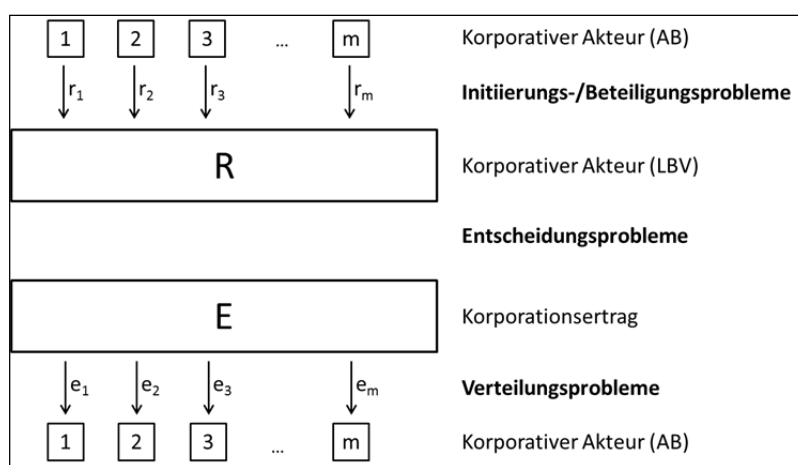 1 2 3 ... m Korporativer Akteur (AB)
r1 r2 r3 rm Initiierungs-/Beteiligungsprobleme
R Korporativer Akteur (LBV)
Entscheidungsprobleme
E Korporationsertrag
e1 e2 e3 em Verteilungsprobleme
1 2 3 ... m Korporativer Akteur (AB)